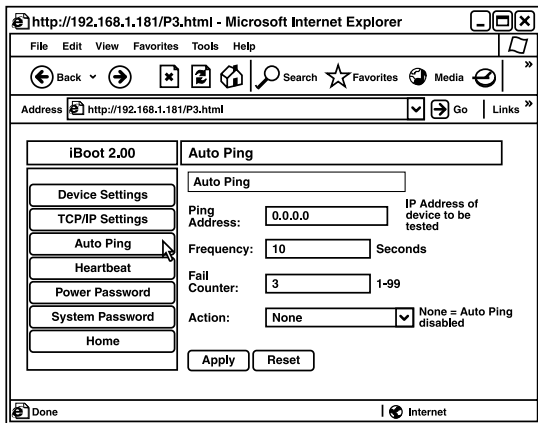 http://192.168.1.181/P3.html - Microsoft Internet Explorer
File Edit View Favorites Tools Help
Back Search Favorites Media »
Address http://192.168.1.181/P3.html Go Links »
iBoot 2.00
Auto Ping
Device Settings
TCP/IP Settings
Auto Ping
Heartbeat
Power Password
System Password
Home
Auto Ping
Ping
Address: 0.0.0.0
IP Address of
device to be
tested
Frequency: 10 Seconds
Fail
Counter: 3 1-99
Action: None
None = Auto Ping
disabled
Apply Reset
Done Internet